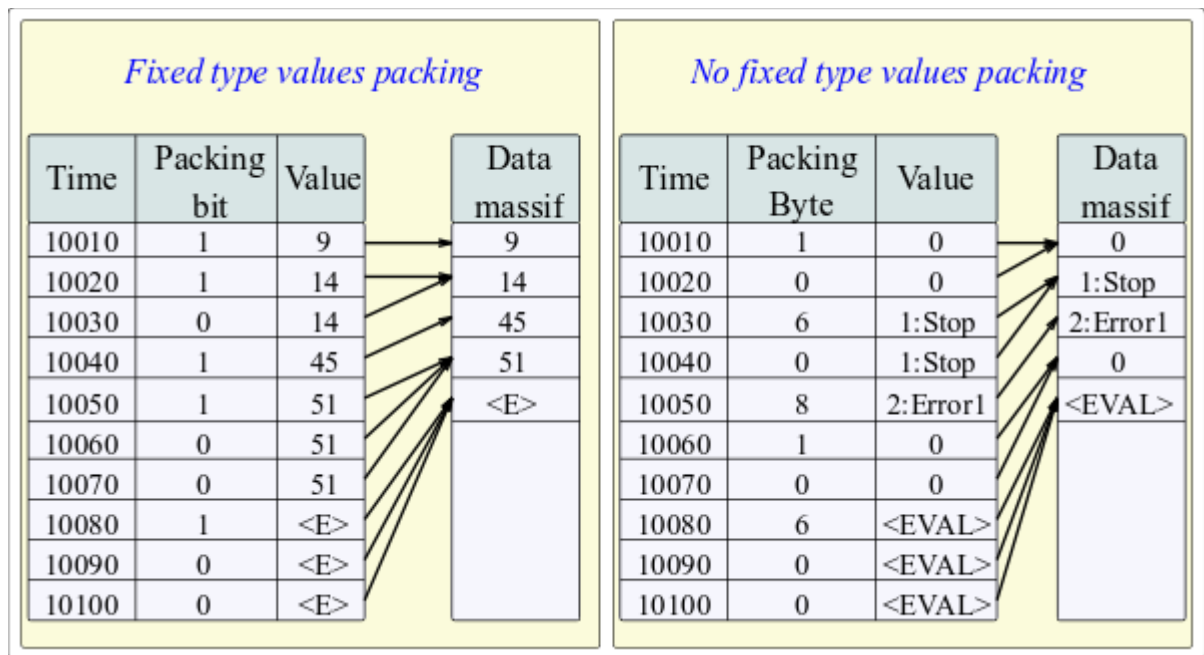 Fixed type values packing
Time Packing bit Value Data massif
10010 1 9 9
10020 1 14 14
10030 0 14 45
10040 1 45 51
10050 1 51 <E>
10060 0 51
10070 0 51
10080 1 <E>
10090 0 <E>
10100 0 <E>
No fixed type values packing
Time Packing Byte Value Data massif
10010 1 0 0
10020 0 0 1:Stop
10030 6 1:Stop 2:Error1
10040 0 1:Stop 0
10050 8 2:Error1 <EVAL>
10060 1 0
10070 0 0
10080 6 <EVAL>
10090 0 <EVAL>
10100 0 <EVAL>